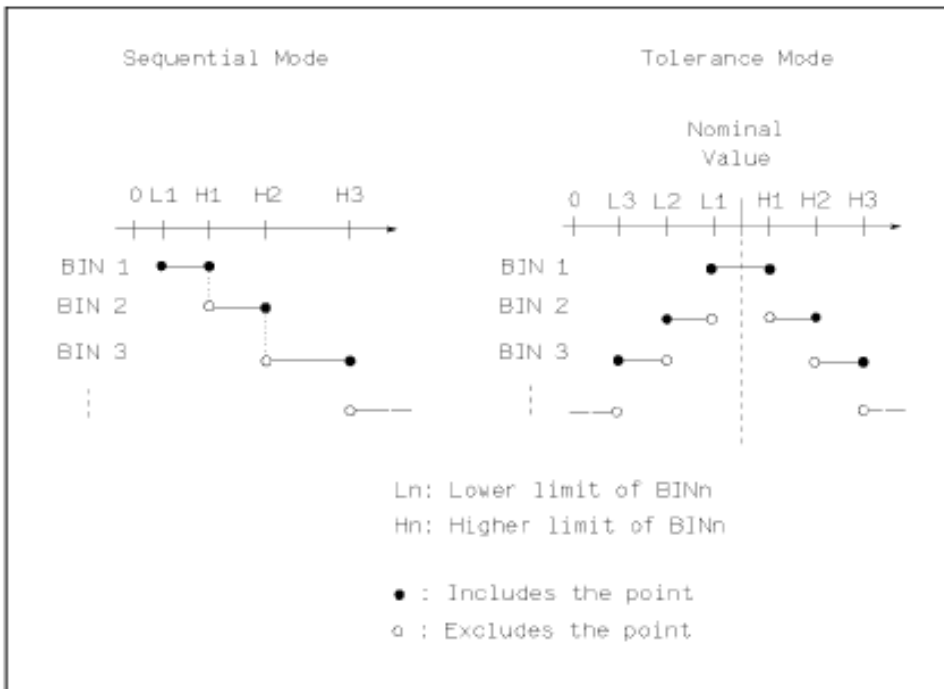 Sequential Mode
Tolerance Mode
Nominal
Value
0 L1 H1 H2 H3
0 L3 L2 L1 H1 H2 H3
BIN 1
BIN 2
BIN 3
BIN 1
BIN 2
BIN 3
Ln: Lower limit of BINn
Hn: Higher limit of BINn
: Includes the point
: Excludes the point